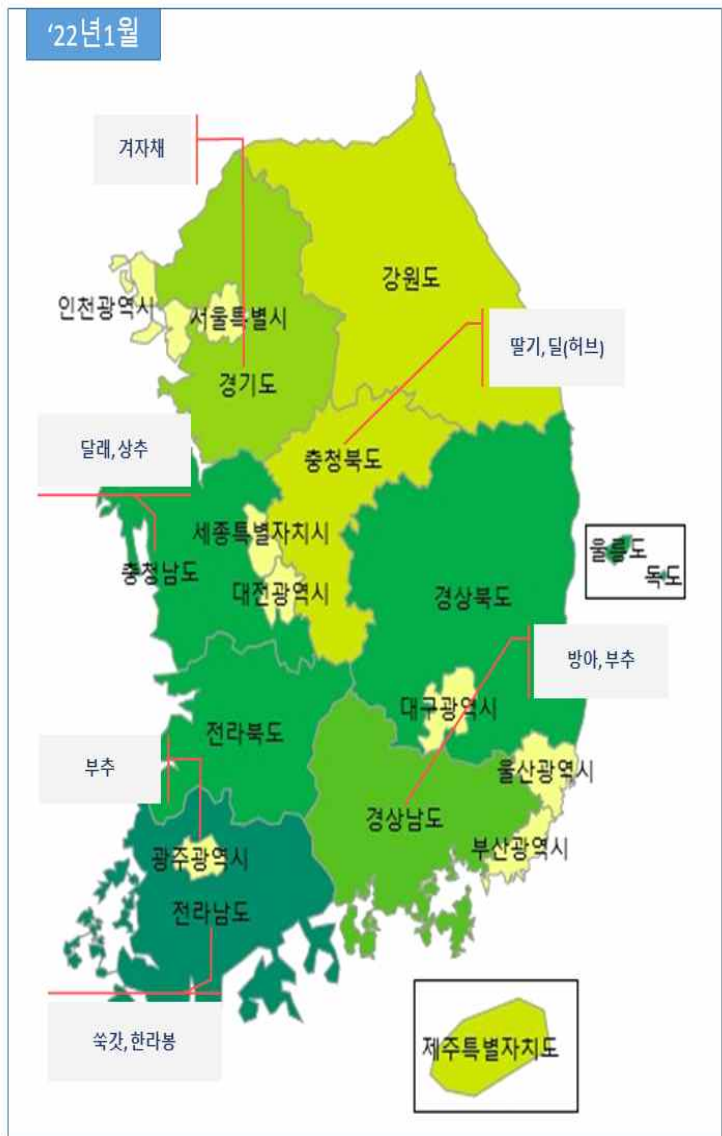 ‘22년1월
겨자채
강원도
인천광역시
서울특별시
딸기, 딜(허브)
경기도
달래, 상추
충청북도
세종특별자치시
울릉도
충청남도
독도
대전광역시
경상북도
방아, 부추
대구광역시
전라북도
부추
울산광역시
경상남도
부산광역시
광주광역시
전라남도
쑥갓, 한라봉
제주특별자치도